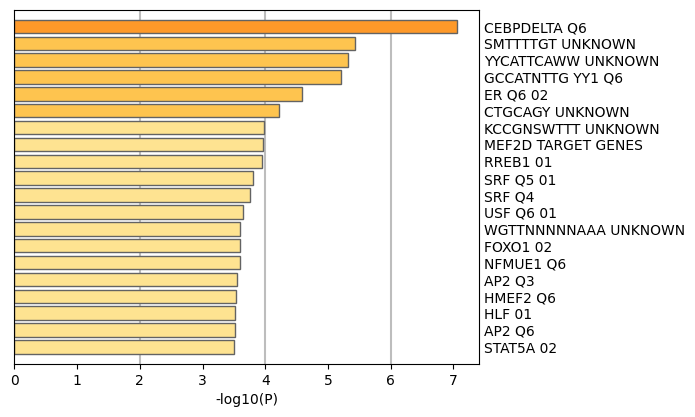 CEBPDELTA Q6
SMTTTTGT UNKNOWN
YYCATTCAWW UNKNOWN
GCCATNTTG YY1 Q6
ER Q6 02
CTGCAGY UNKNOWN
KCCGNSWTTT UNKNOWN
MEF2D TARGET GENES
RREB1 01
SRF Q5 01
SRF Q4
USF Q6 01
WGTTNNNNNAAA UNKNOWN
FOXO1 02
NFMUE1 Q6
AP2 Q3
HMEF2 Q6
HLF 01
AP2 Q6
STAT5A 02
0 1 2 3 4 5 6 7
-log10(P)